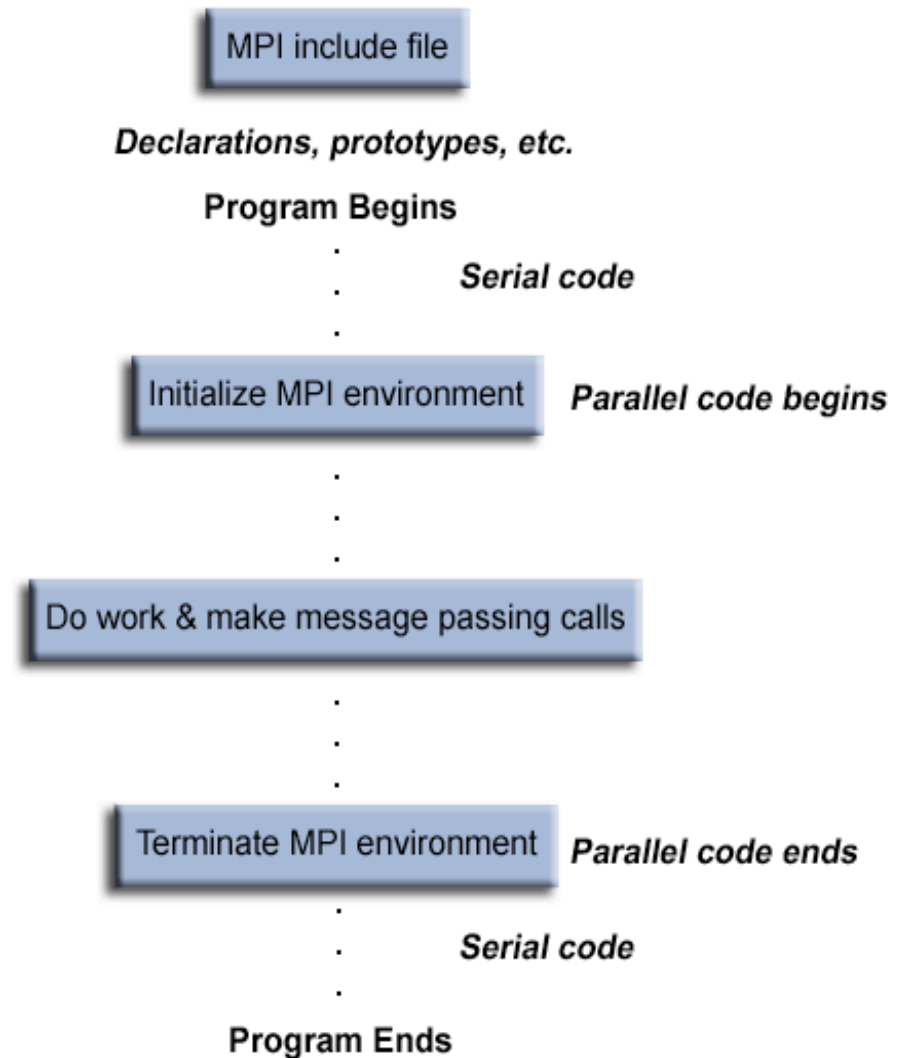 MPI include file
Declarations, prototypes, etc.
Program Begins
Serial code
Initialize MPI environment
Parallel code begins
Do work & make message passing calls
Terminate MPI environment
Parallel code ends
Serial code
Program Ends